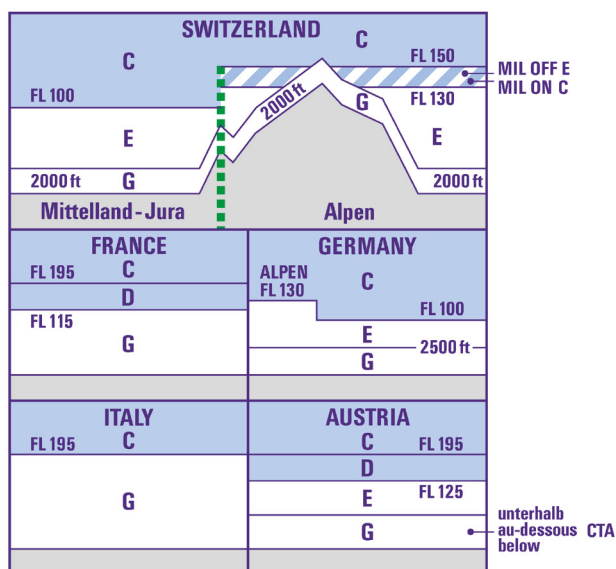 SWITZERLAND
C
C
FL 150
MIL OFF E
MIL ON C
FL 100
FL 130
2000 ft
G
E
E
2000 ft
G
2000 ft
Mittelland - Jura
Alpen
FRANCE
C
FL 195
D
FL 115
G
GERMANY
ALPEN
FL 130
C
FL 100
E
2500 ft
G
ITALY
FL 195
C
G
AUSTRIA
C
FL 195
D
E
FL 125
G
unterhalb
au-dessous CTA
below